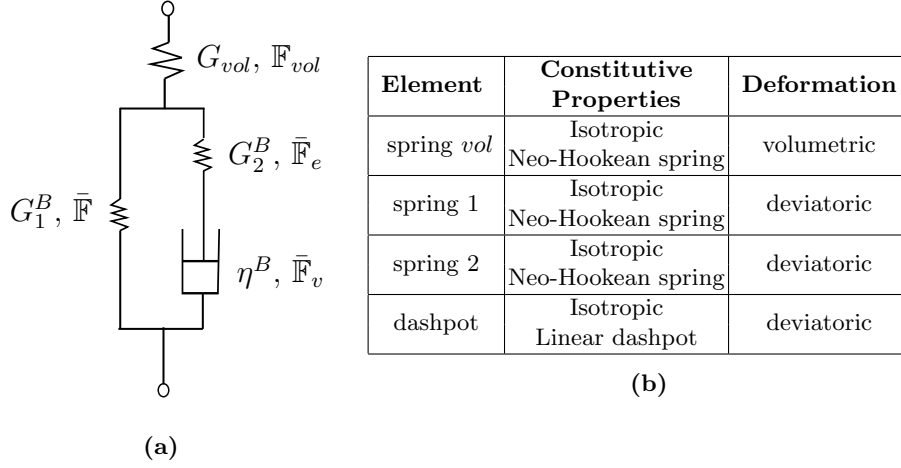 (a)
G_{vol}, 𝔽_{vol}
G_2^B, 𝔽̄_e
G_1^B, 𝔽̄
η^B, 𝔽̄_v
Element Constitutive Properties Deformation
spring vol Isotropic Neo-Hookean spring volumetric
spring 1 Isotropic Neo-Hookean spring deviatoric
spring 2 Isotropic Neo-Hookean spring deviatoric
dashpot Isotropic Linear dashpot deviatoric
(b)